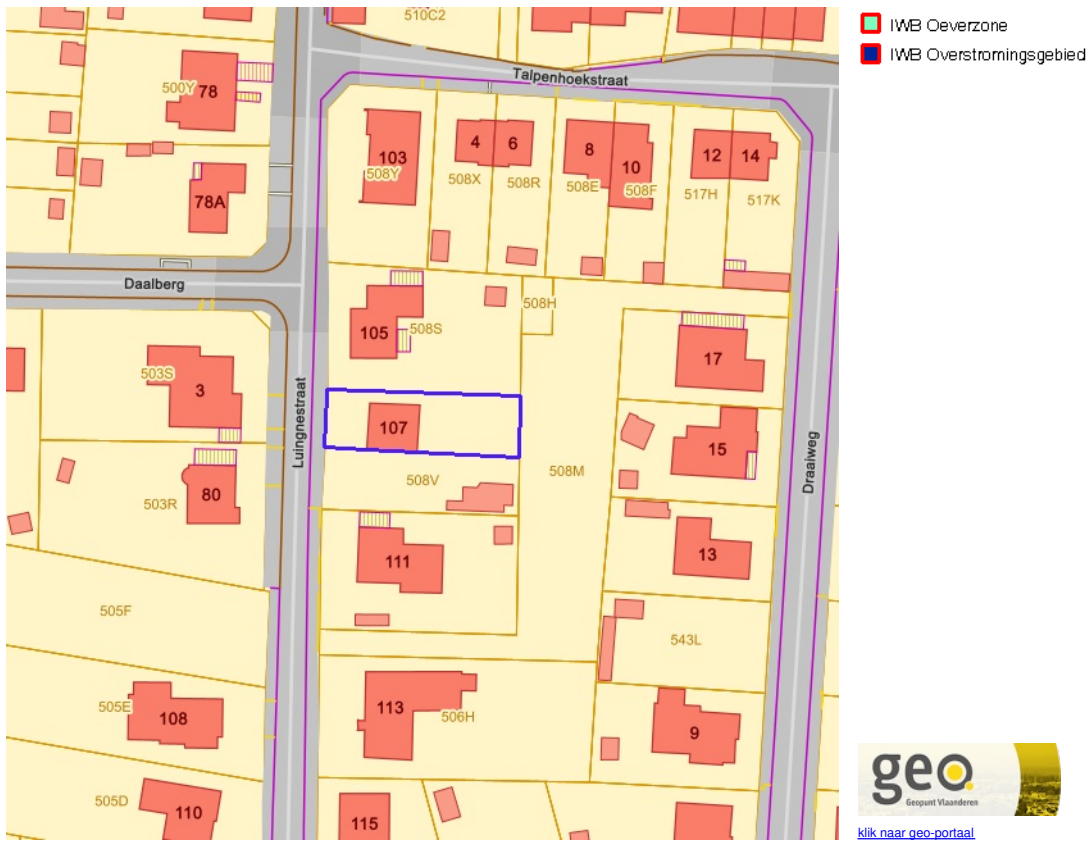 510C2
IWB Oeverzone
IWB Overstromingsgebied
Talpenhoekstraat
500Y 78
103
508Y
4
6
508X
508R
8
10
508E
508F
12
14
517H
517K
78A
Daalberg
105
508S
508H
17
503S
3
Luingnestraat
107
15
Draaiweg
508V
508M
80
503R
111
13
505F
543L
505E
108
113
506H
9
505D
110
115
geo.
Geopunt Vlaanderen
klik naar geo-portaal